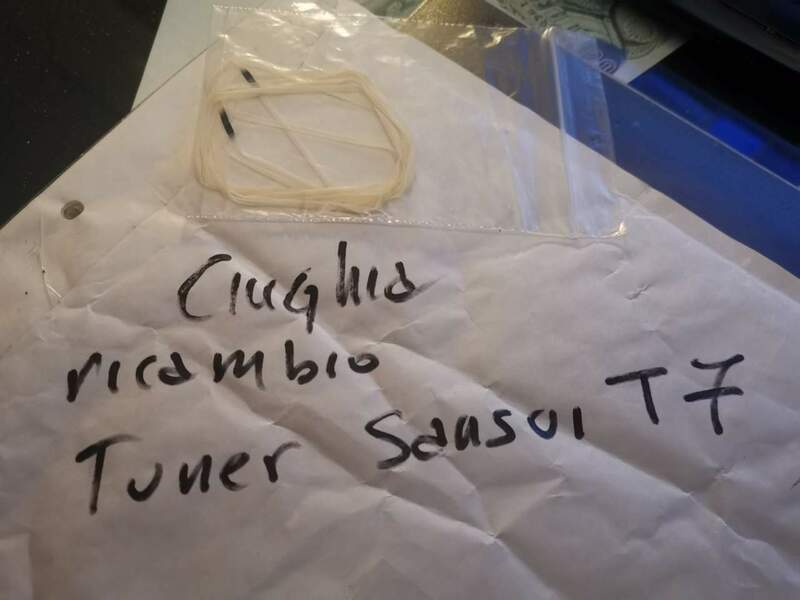 Cinghia
ricambio
Tuner Sansui T7